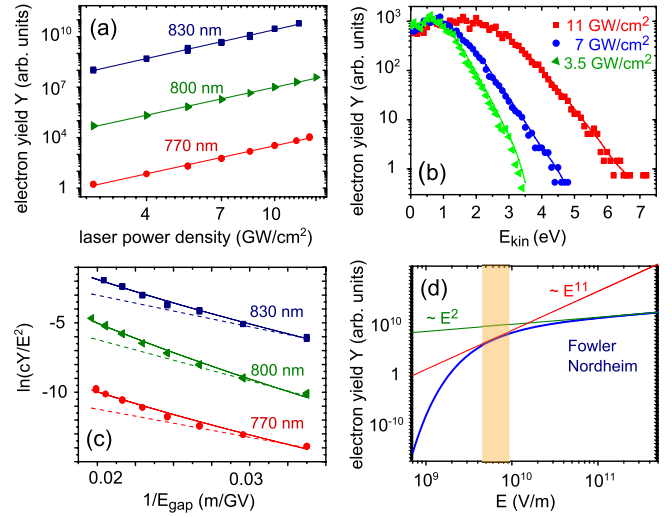 electron yield Y (arb. units)
10^10
10^7
10^4
1
(a)
830 nm
800 nm
770 nm
4
7
10
laser power density (GW/cm^2)
electron yield Y (arb. units)
10^3
10^2
10^1
1
11 GW/cm^2
7 GW/cm^2
3.5 GW/cm^2
(b)
0 1 2 3 4 5 6 7
E_kin (eV)
ln(cY/E^2)
-5
-10
830 nm
800 nm
770 nm
(c)
0.02
0.03
1/E_gap (m/GV)
electron yield Y (arb. units)
10^10
1
10^-10
(d)
~ E^11
~ E^2
Fowler
Nordheim
10^9
10^10
10^11
E (V/m)